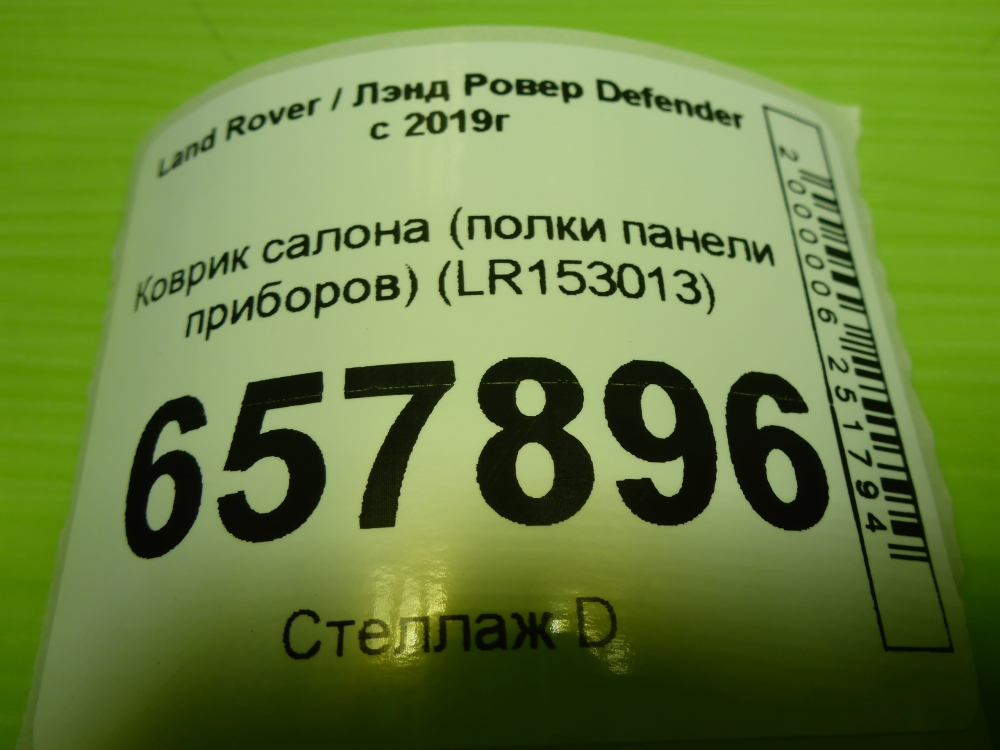 Land Rover / Лэнд Ровер Defender
с 2019г
Коврик салона (полки панели
приборов) (LR153013)
657896
Стеллаж D
2000006251794